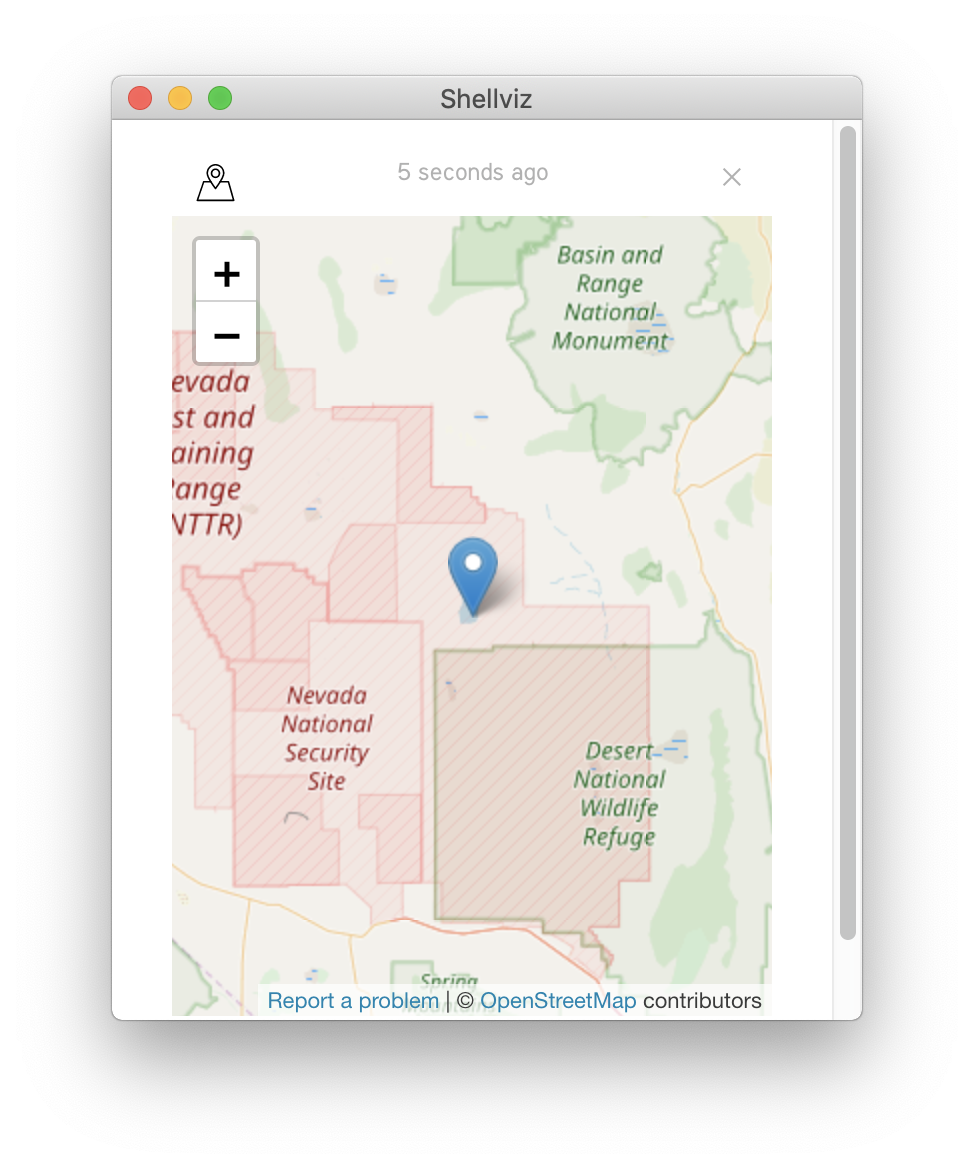 Shellviz
5 seconds ago
+
−
Basin and
Range
National
Monument
evada
st and
aining
Range
NTTR)
Nevada
National
Security
Site
Desert
National
Wildlife
Refuge
Spring
Mountains
Report a problem | © OpenStreetMap contributors